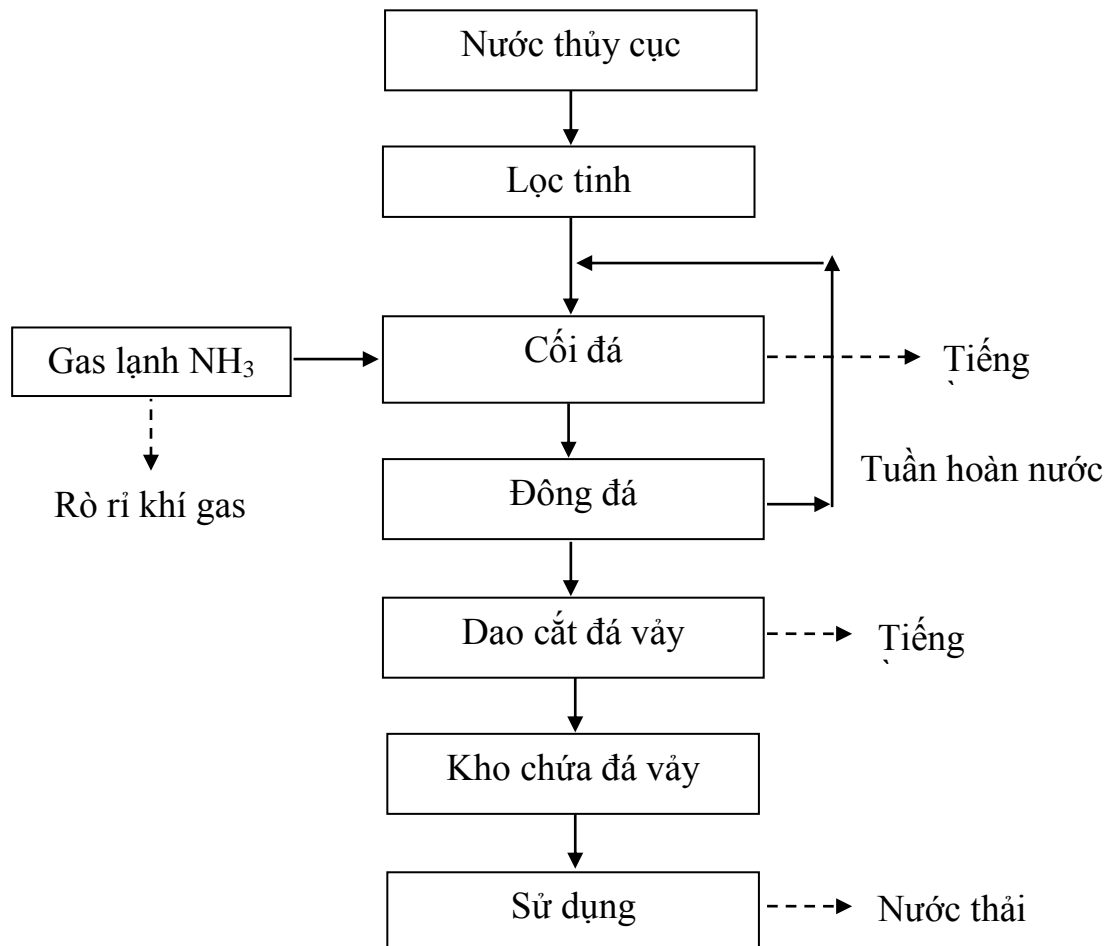 Nước thủy cục
Lọc tinh
Cối đá
Gas lạnh NH₃
Tiếng
Tuần hoàn nước
Đông đá
Rò rỉ khí gas
Dao cắt đá vảy
Tiếng
Kho chứa đá vảy
Sử dụng
Nước thải